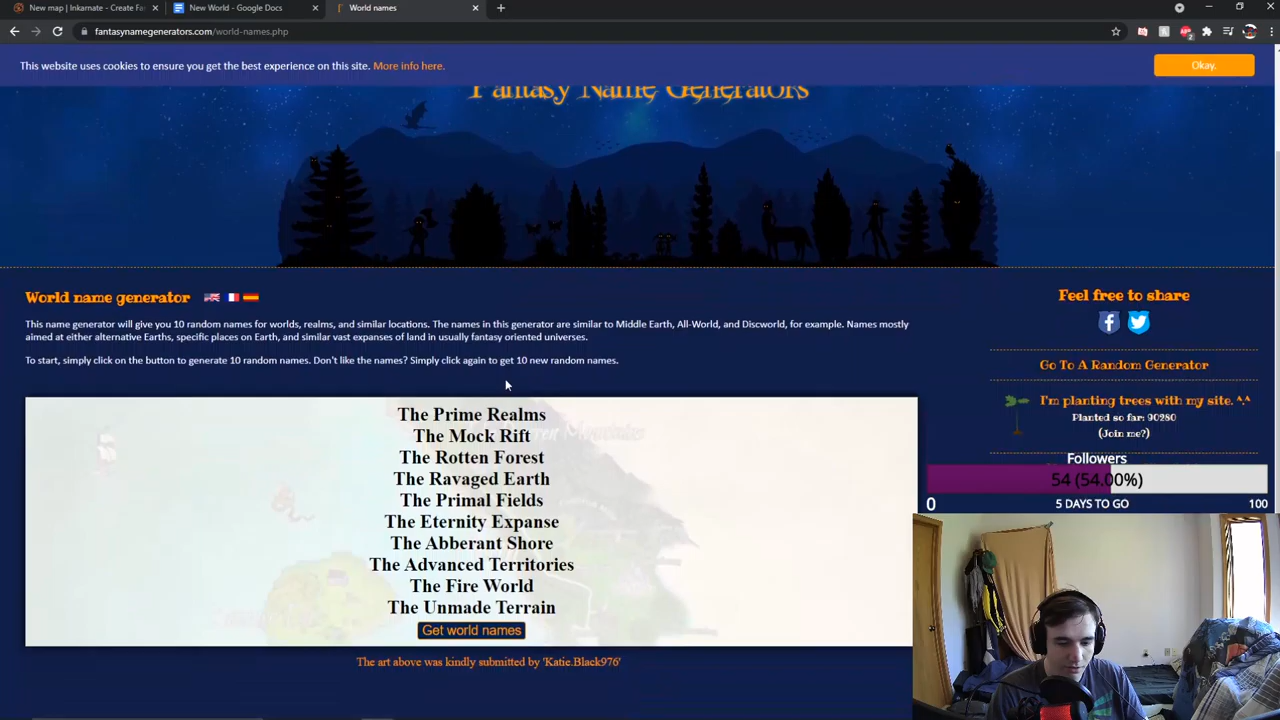 New map | Inkarnate - Create Fa
New World - Google Docs
World names
fantasynamegenerators.com/world-names.php
This website uses cookies to ensure you get the best experience on this site. More info here.
Okay.
Fantasy Name Generators
World name generator
This name generator will give you 10 random names for worlds, realms, and similar locations. The names in this generator are similar to Middle Earth, All-World, and Discworld, for example. Names mostly
aimed at either alternative Earths, specific places on Earth, and similar vast expanses of land in usually fantasy oriented universes.
To start, simply click on the button to generate 10 random names. Don't like the names? Simply click again to get 10 new random names.
The Prime Realms
The Mock Rift
The Rotten Forest
The Ravaged Earth
The Primal Fields
The Eternity Expanse
The Abberant Shore
The Advanced Territories
The Fire World
The Unmade Terrain
Get world names
The art above was kindly submitted by 'Katie.Black976'
Feel free to share
Go To A Random Generator
I'm planting trees with my site. ^.^
Planted so far: 90280
(Join me?)
Followers
54 (54.00%)
0
5 DAYS TO GO
100